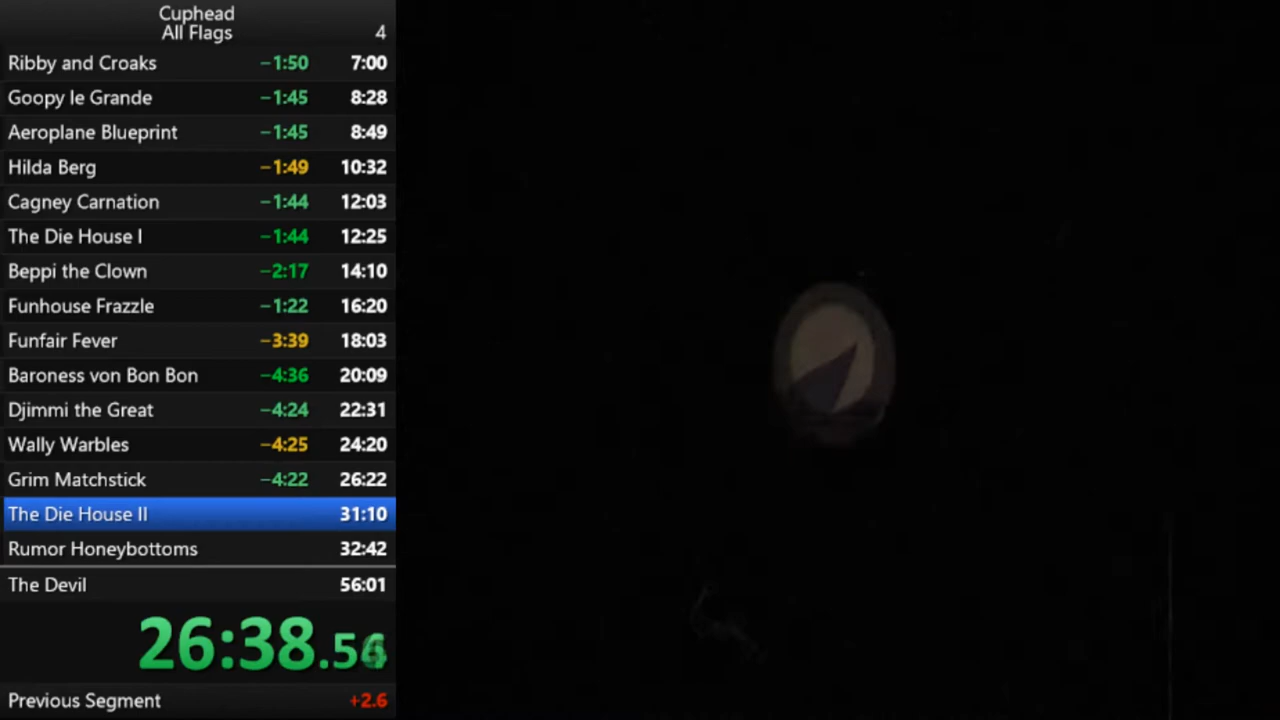 Cuphead
All Flags 4
Ribby and Croaks −1:50 7:00
Goopy le Grande −1:45 8:28
Aeroplane Blueprint −1:45 8:49
Hilda Berg −1:49 10:32
Cagney Carnation −1:44 12:03
The Die House I −1:44 12:25
Beppi the Clown −2:17 14:10
Funhouse Frazzle −1:22 16:20
Funfair Fever −3:39 18:03
Baroness von Bon Bon −4:36 20:09
Djimmi the Great −4:24 22:31
Wally Warbles −4:25 24:20
Grim Matchstick −4:22 26:22
The Die House II 31:10
Rumor Honeybottoms 32:42
The Devil 56:01
26:38.56
Previous Segment +2.6